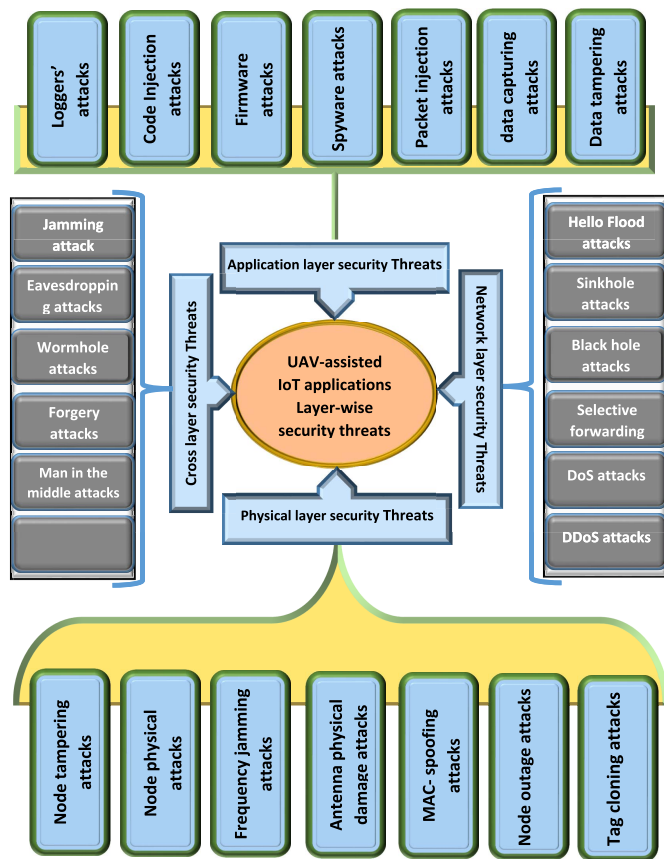 Loggers’
attacks
Code Injection
attacks
Firmware
attacks
Spyware attacks
Packet injection
attacks
data capturing
attacks
Data tampering
attacks
Jamming
attack
Eavesdroppin
g attacks
Wormhole
attacks
Forgery
attacks
Man in the
middle attacks
Cross layer security Threats
Application layer security Threats
UAV-assisted
IoT applications
Layer-wise
security threats
Physical layer security Threats
Network layer security Threats
Hello Flood
attacks
Sinkhole
attacks
Black hole
attacks
Selective
forwarding
DoS attacks
DDoS attacks
Node tampering
attacks
Node physical
attacks
Frequency jamming
attacks
Antenna physical
damage attacks
MAC- spoofing
attacks
Node outage attacks
Tag cloning attacks